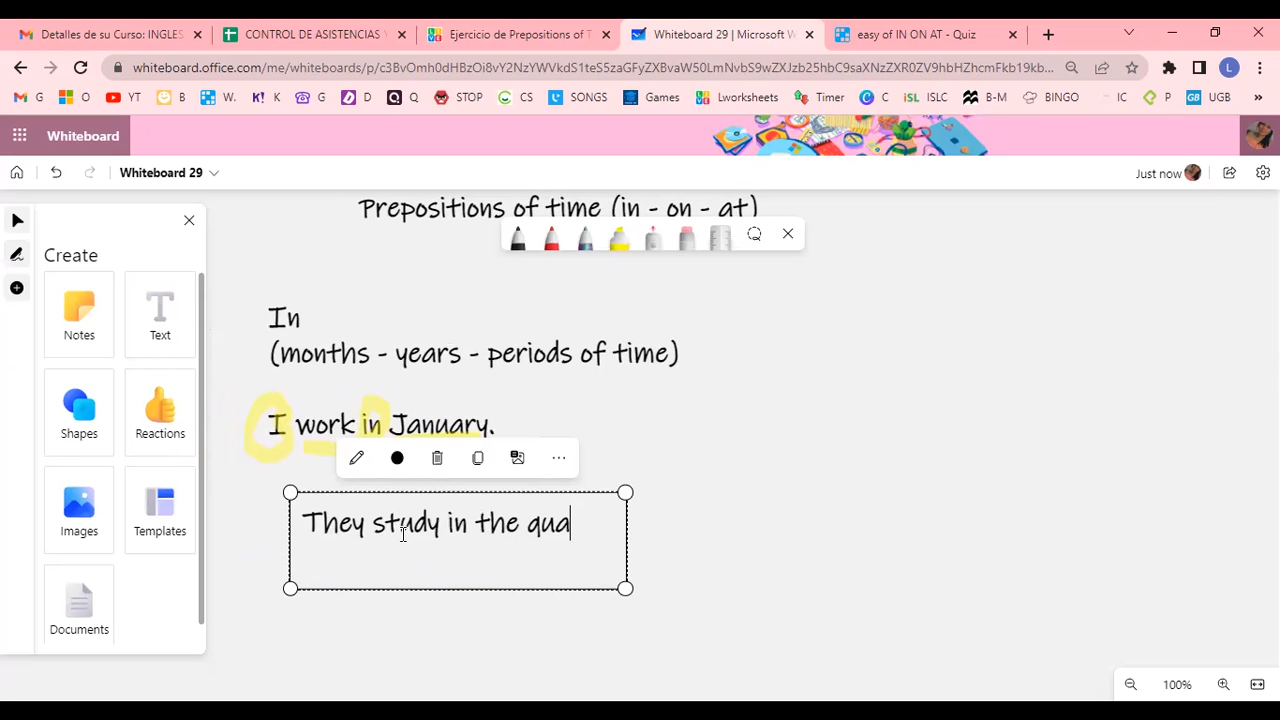 Detalles de su Curso: INGLES
CONTROL DE ASISTENCIAS Y
Ejercicio de Prepositions of T
Whiteboard 29 | Microsoft W
easy of IN ON AT - Quiz
whiteboard.office.com/me/whiteboards/p/c3BvOmh0dHBzOi8vY2NzYWVkdS1teS5zaGFyZXBvaW50LmNvbS9wZXJzb25hbC9saXNzZXR0ZV9hbHZhcmFkb19kb...
G
O
YT
B
W.
K
G
D
Q
STOP
CS
SONGS
Games
Lworksheets
Timer
C
ISLC
B-M
BINGO
IC
P
UGB
Whiteboard
Whiteboard 29
Just now
Prepositions of time (in - on - at)
Create
Notes
Text
Shapes
Reactions
Images
Templates
Documents
In
(months - years - periods of time)
I work in January.
They study in the qua
100%